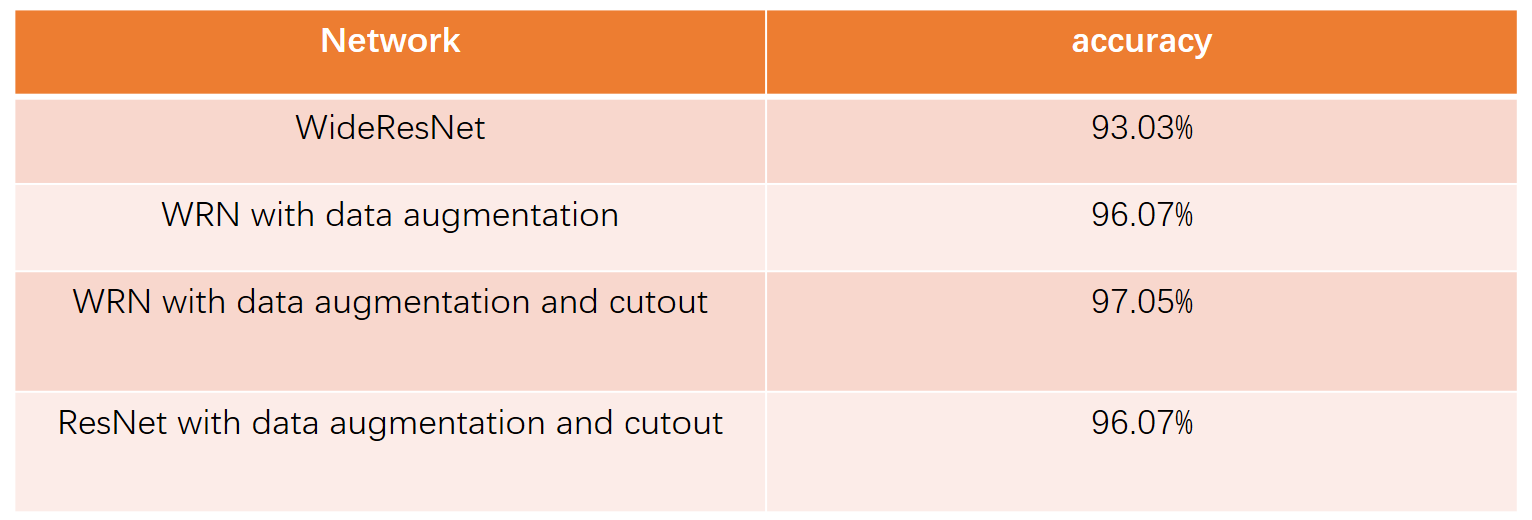 Network accuracy
WideResNet 93.03%
WRN with data augmentation 96.07%
WRN with data augmentation and cutout 97.05%
ResNet with data augmentation and cutout 96.07%